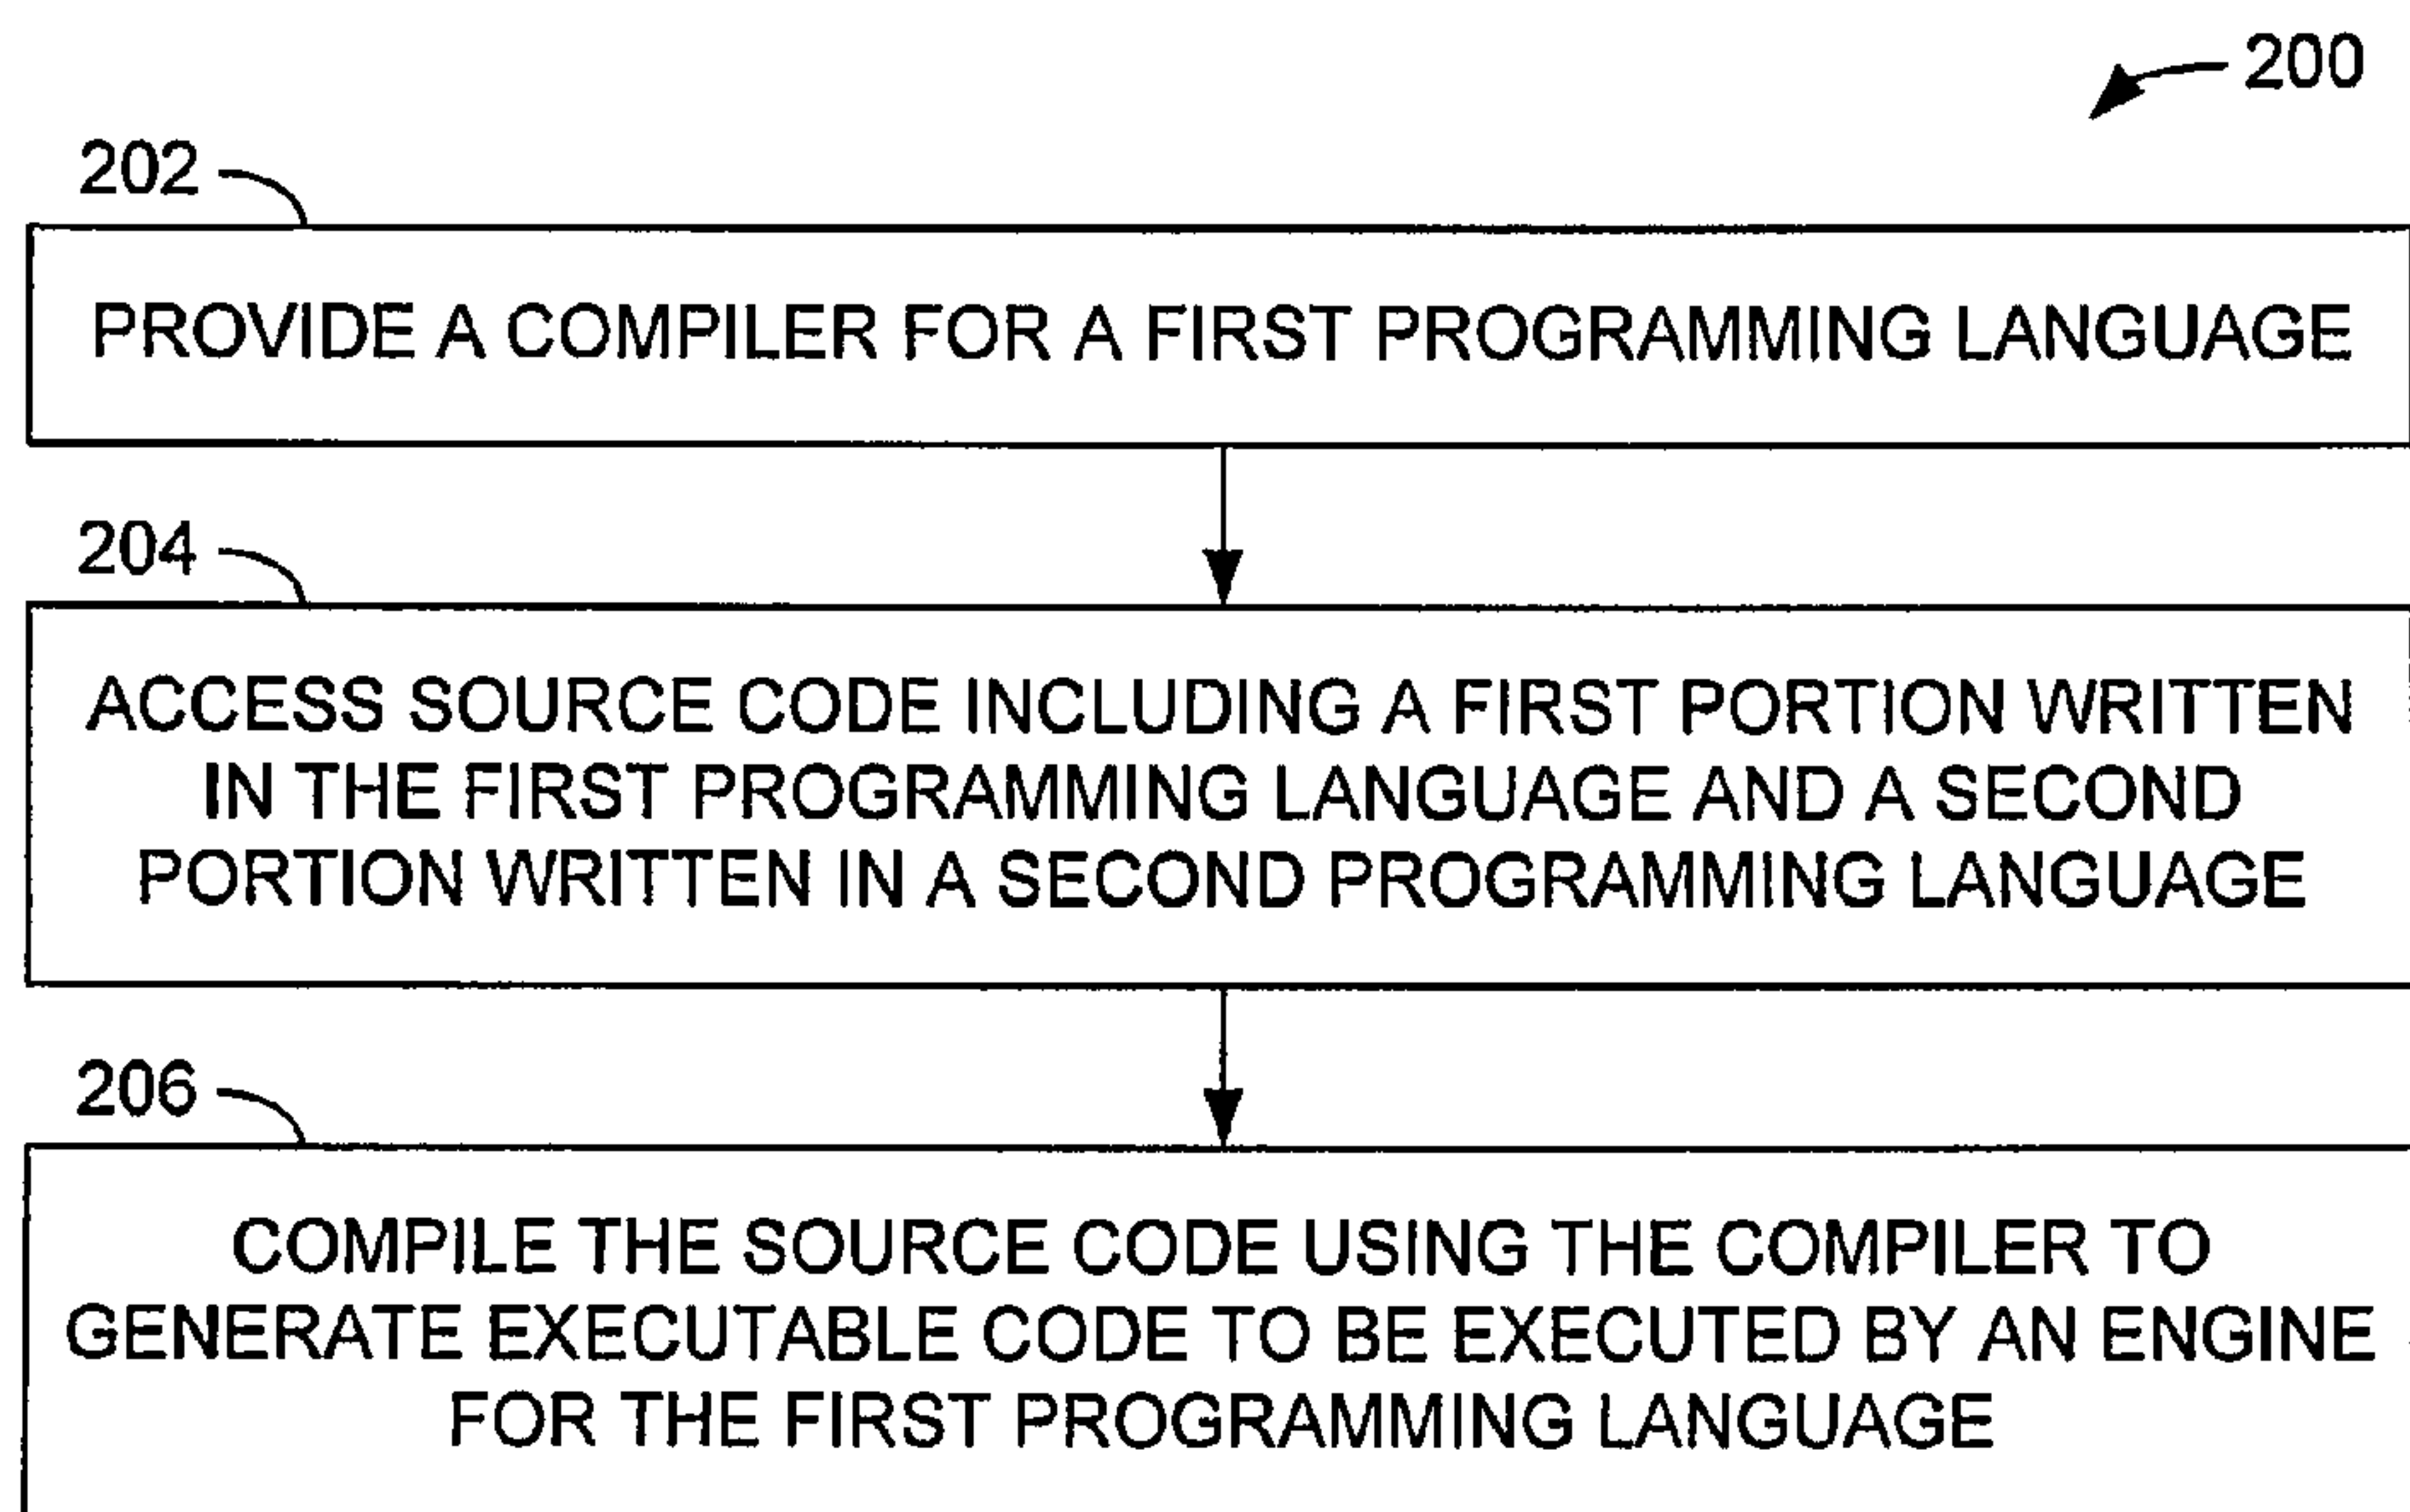 200
202
PROVIDE A COMPILER FOR A FIRST PROGRAMMING LANGUAGE
204
ACCESS SOURCE CODE INCLUDING A FIRST PORTION WRITTEN
IN THE FIRST PROGRAMMING LANGUAGE AND A SECOND
PORTION WRITTEN IN A SECOND PROGRAMMING LANGUAGE
206
COMPILE THE SOURCE CODE USING THE COMPILER TO
GENERATE EXECUTABLE CODE TO BE EXECUTED BY AN ENGINE
FOR THE FIRST PROGRAMMING LANGUAGE